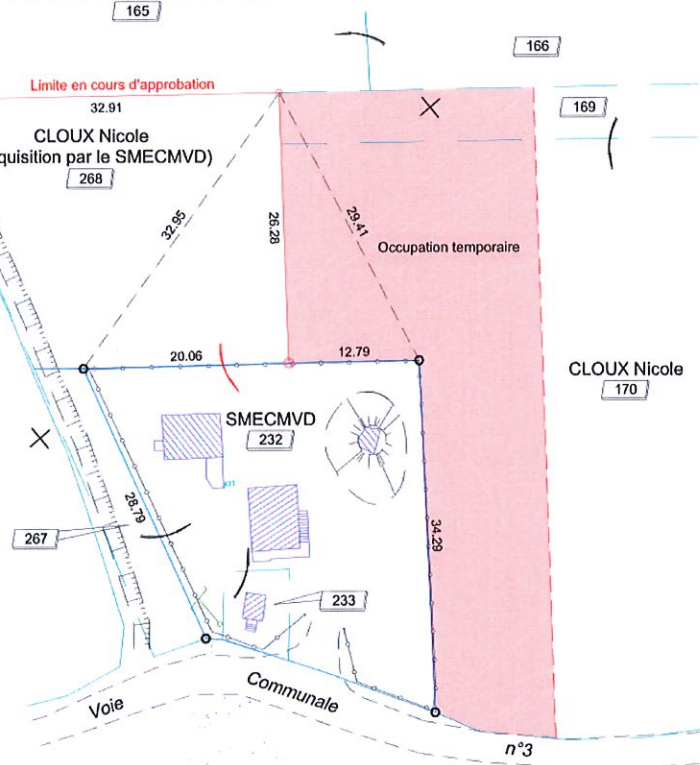 165
166
Limite en cours d'approbation
32.91
169
CLOUX Nicole
quisition par le SMECMVD)
268
32.95
26.28
29.41
Occupation temporaire
20.06
12.79
CLOUX Nicole
170
SMECMVD
232
28.79
34.29
267
233
Voie
Communale
n°3